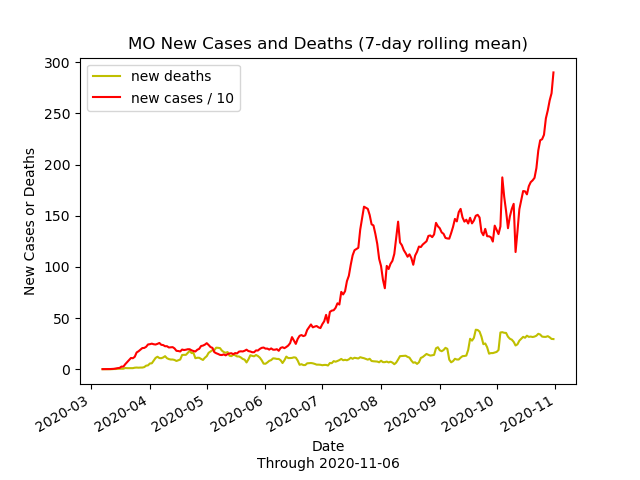 MO New Cases and Deaths (7-day rolling mean)
new deaths
new cases / 10
300
250
200
150
100
50
0
New Cases or Deaths
2020-03
2020-04
2020-05
2020-06
2020-07
2020-08
2020-09
2020-10
2020-11
Date
Through 2020-11-06